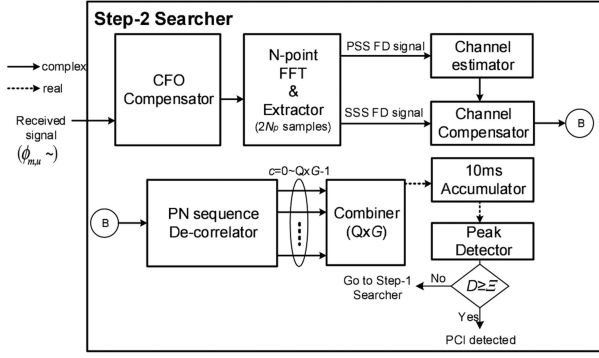 Step-2 Searcher
complex
real
Received
signal
(ϕm,u ~)
CFO
Compensator
N-point
FFT
&
Extractor
(2Np samples)
PSS FD signal
SSS FD signal
Channel
estimator
Channel
Compensator
B
B
PN sequence
De-correlator
c=0~QxG-1
Combiner
(QxG)
10ms
Accumulator
Peak
Detector
D≥Ξ
No
Go to Step-1
Searcher
Yes
PCI detected